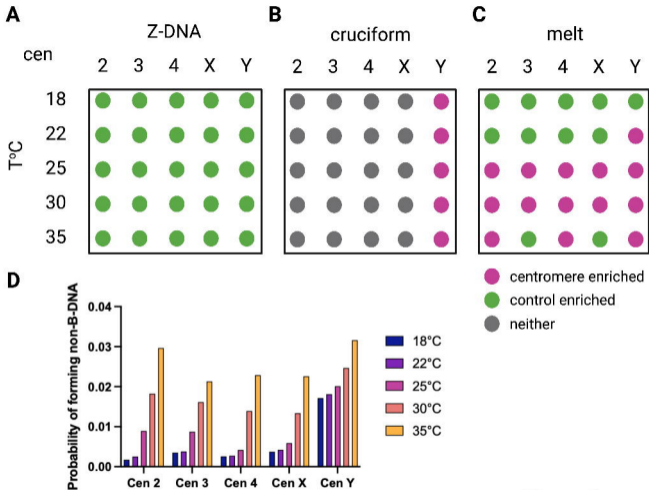 A
B
C
Z-DNA
cruciform
melt
cen
2 3 4 X Y
2 3 4 X Y
2 3 4 X Y
T°C
18
22
25
30
35
centromere enriched
control enriched
neither
D
Probability of forming non-B-DNA
0.04
0.03
0.02
0.01
0.00
Cen 2 Cen 3 Cen 4 Cen X Cen Y
18°C
22°C
25°C
30°C
35°C